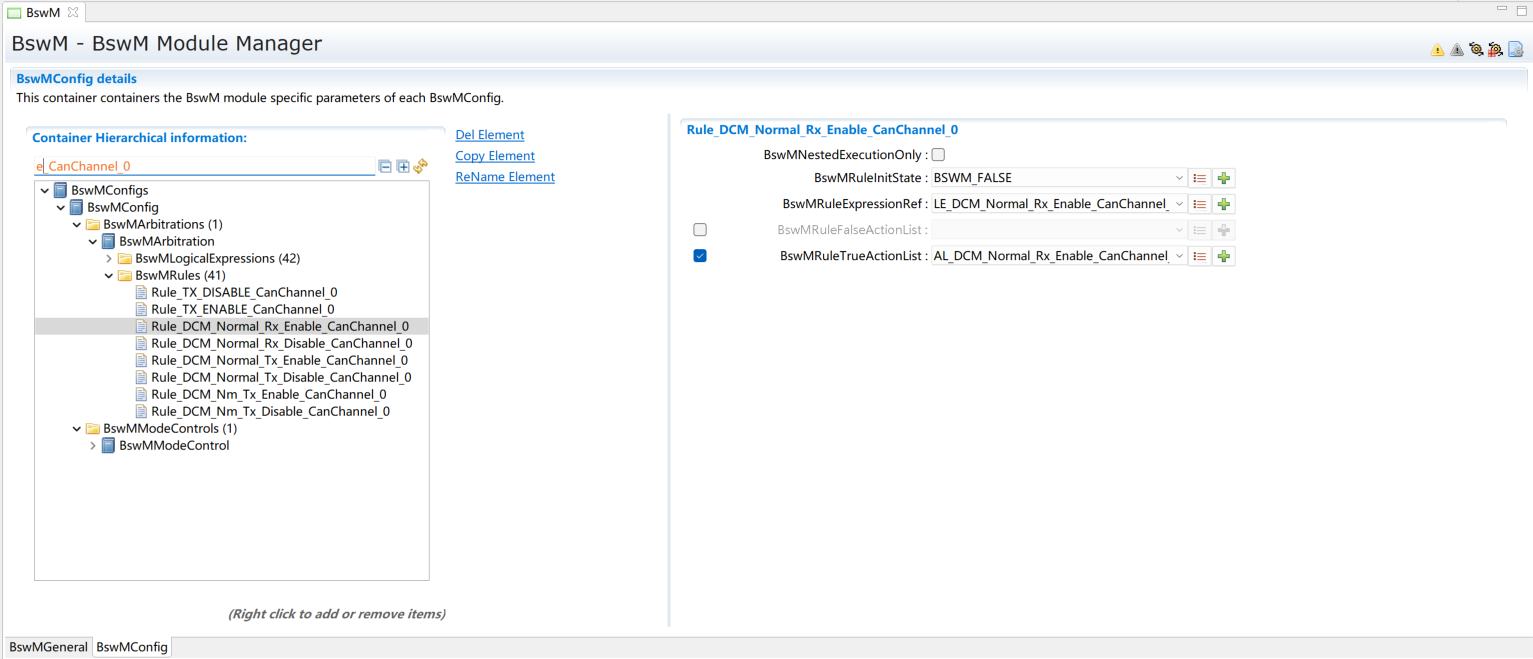 BswM
BswM - BswM Module Manager
BswMConfig details
This container containers the BswM module specific parameters of each BswMConfig.
Container Hierarchical information:
e_CanChannel_0
Del Element
Copy Element
ReName Element
BswMConfigs
BswMConfig
BswMArbitrations (1)
BswMArbitration
BswMLogicalExpressions (42)
BswMRules (41)
Rule_TX_DISABLE_CanChannel_0
Rule_TX_ENABLE_CanChannel_0
Rule_DCM_Normal_Rx_Enable_CanChannel_0
Rule_DCM_Normal_Rx_Disable_CanChannel_0
Rule_DCM_Normal_Tx_Enable_CanChannel_0
Rule_DCM_Normal_Tx_Disable_CanChannel_0
Rule_DCM_Nm_Tx_Enable_CanChannel_0
Rule_DCM_Nm_Tx_Disable_CanChannel_0
BswMModeControls (1)
BswMModeControl
(Right click to add or remove items)
Rule_DCM_Normal_Rx_Enable_CanChannel_0
BswMNestedExecutionOnly :
BswMRuleInitState : BSWM_FALSE
BswMRuleExpressionRef : LE_DCM_Normal_Rx_Enable_CanChannel_
BswMRuleFalseActionList :
BswMRuleTrueActionList : AL_DCM_Normal_Rx_Enable_CanChannel_
BswMGeneral BswMConfig